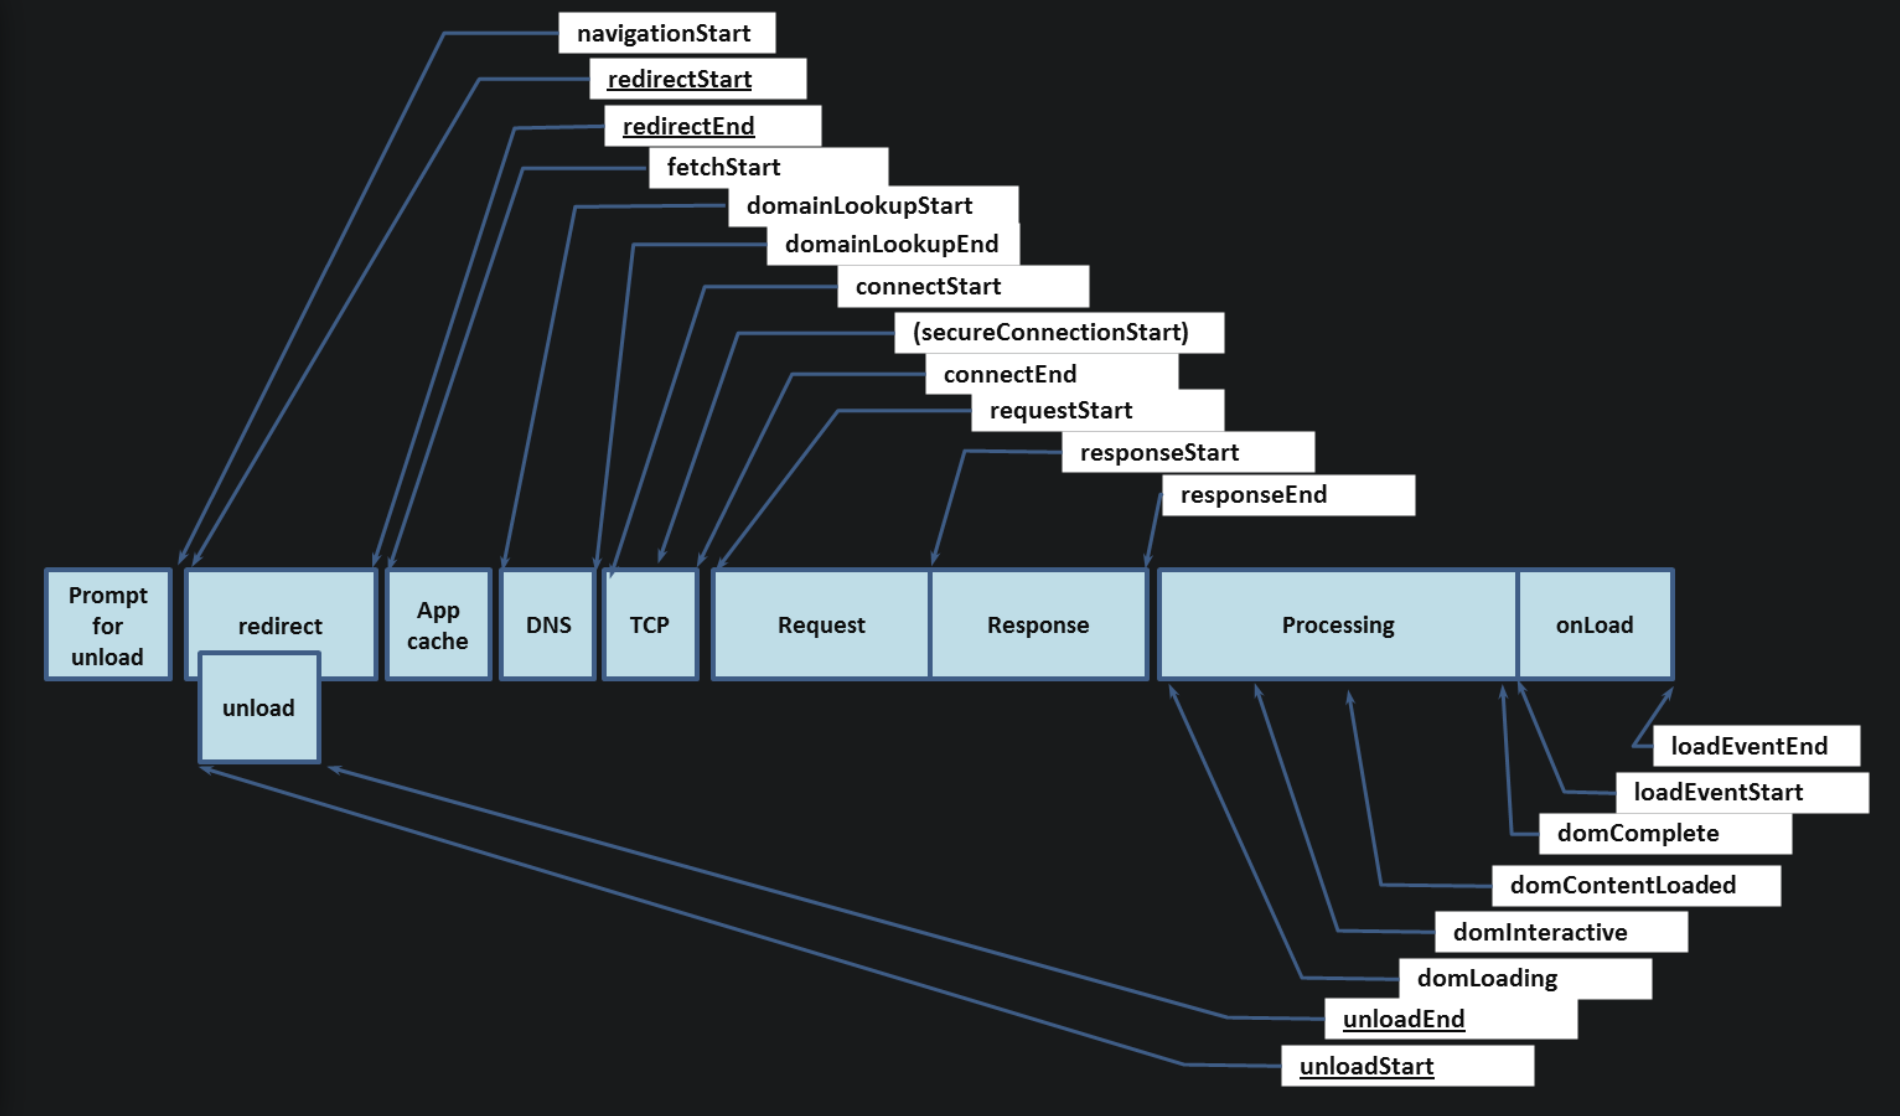 navigationStart
redirectStart
redirectEnd
fetchStart
domainLookupStart
domainLookupEnd
connectStart
(secureConnectionStart)
connectEnd
requestStart
responseStart
responseEnd
Prompt
for
unload
redirect
unload
App
cache
DNS
TCP
Request
Response
Processing
onLoad
loadEventEnd
loadEventStart
domComplete
domContentLoaded
domInteractive
domLoading
unloadEnd
unloadStart